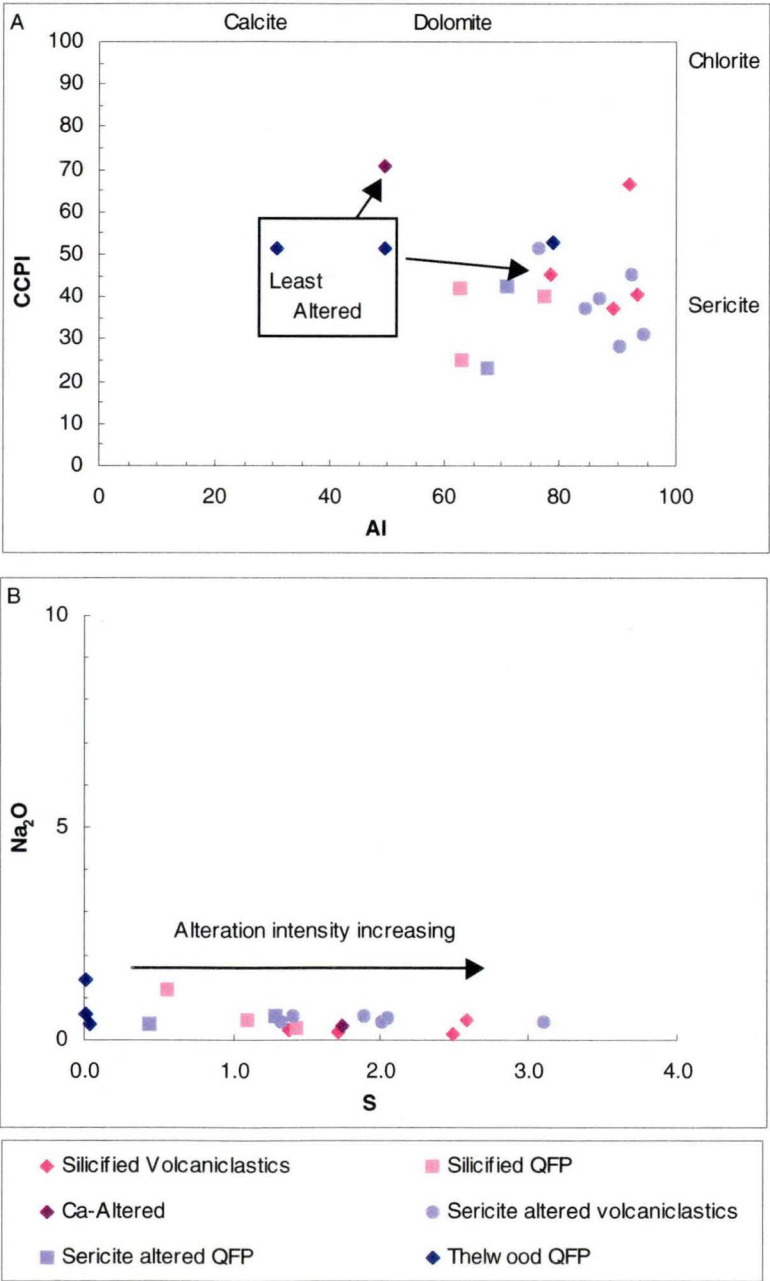 A
Calcite Dolomite
100
90
80
70
60
50
40
30
20
10
0
CCPI
Chlorite
Sericite
Least
Altered
0 20 40 60 80 100
AI
B
10
5
0
Na2O
Alteration intensity increasing
0.0 1.0 2.0 3.0 4.0
S
Silicified Volcaniclastics Silicified QFP
Ca-Altered Sericite altered volcaniclastics
Sericite altered QFP Thelwood QFP